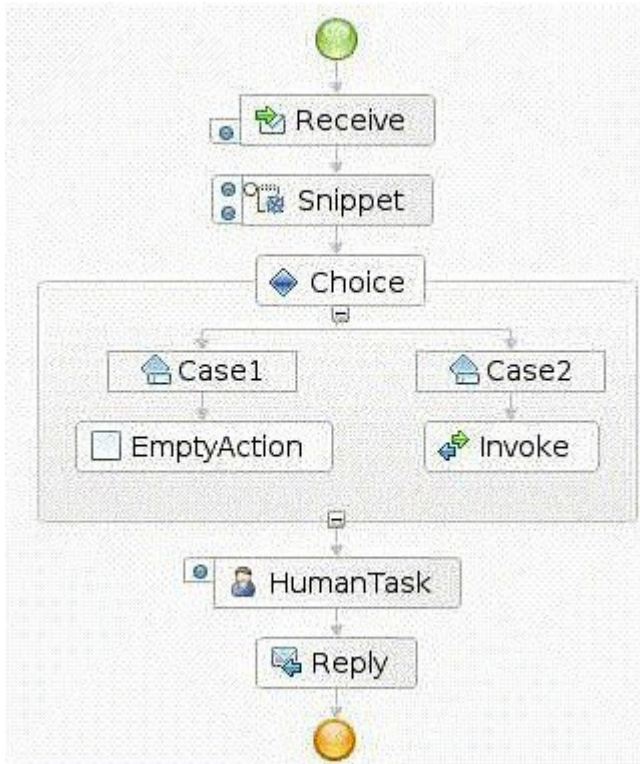 Receive
Snippet
Choice
Case1
Case2
EmptyAction
Invoke
HumanTask
Reply